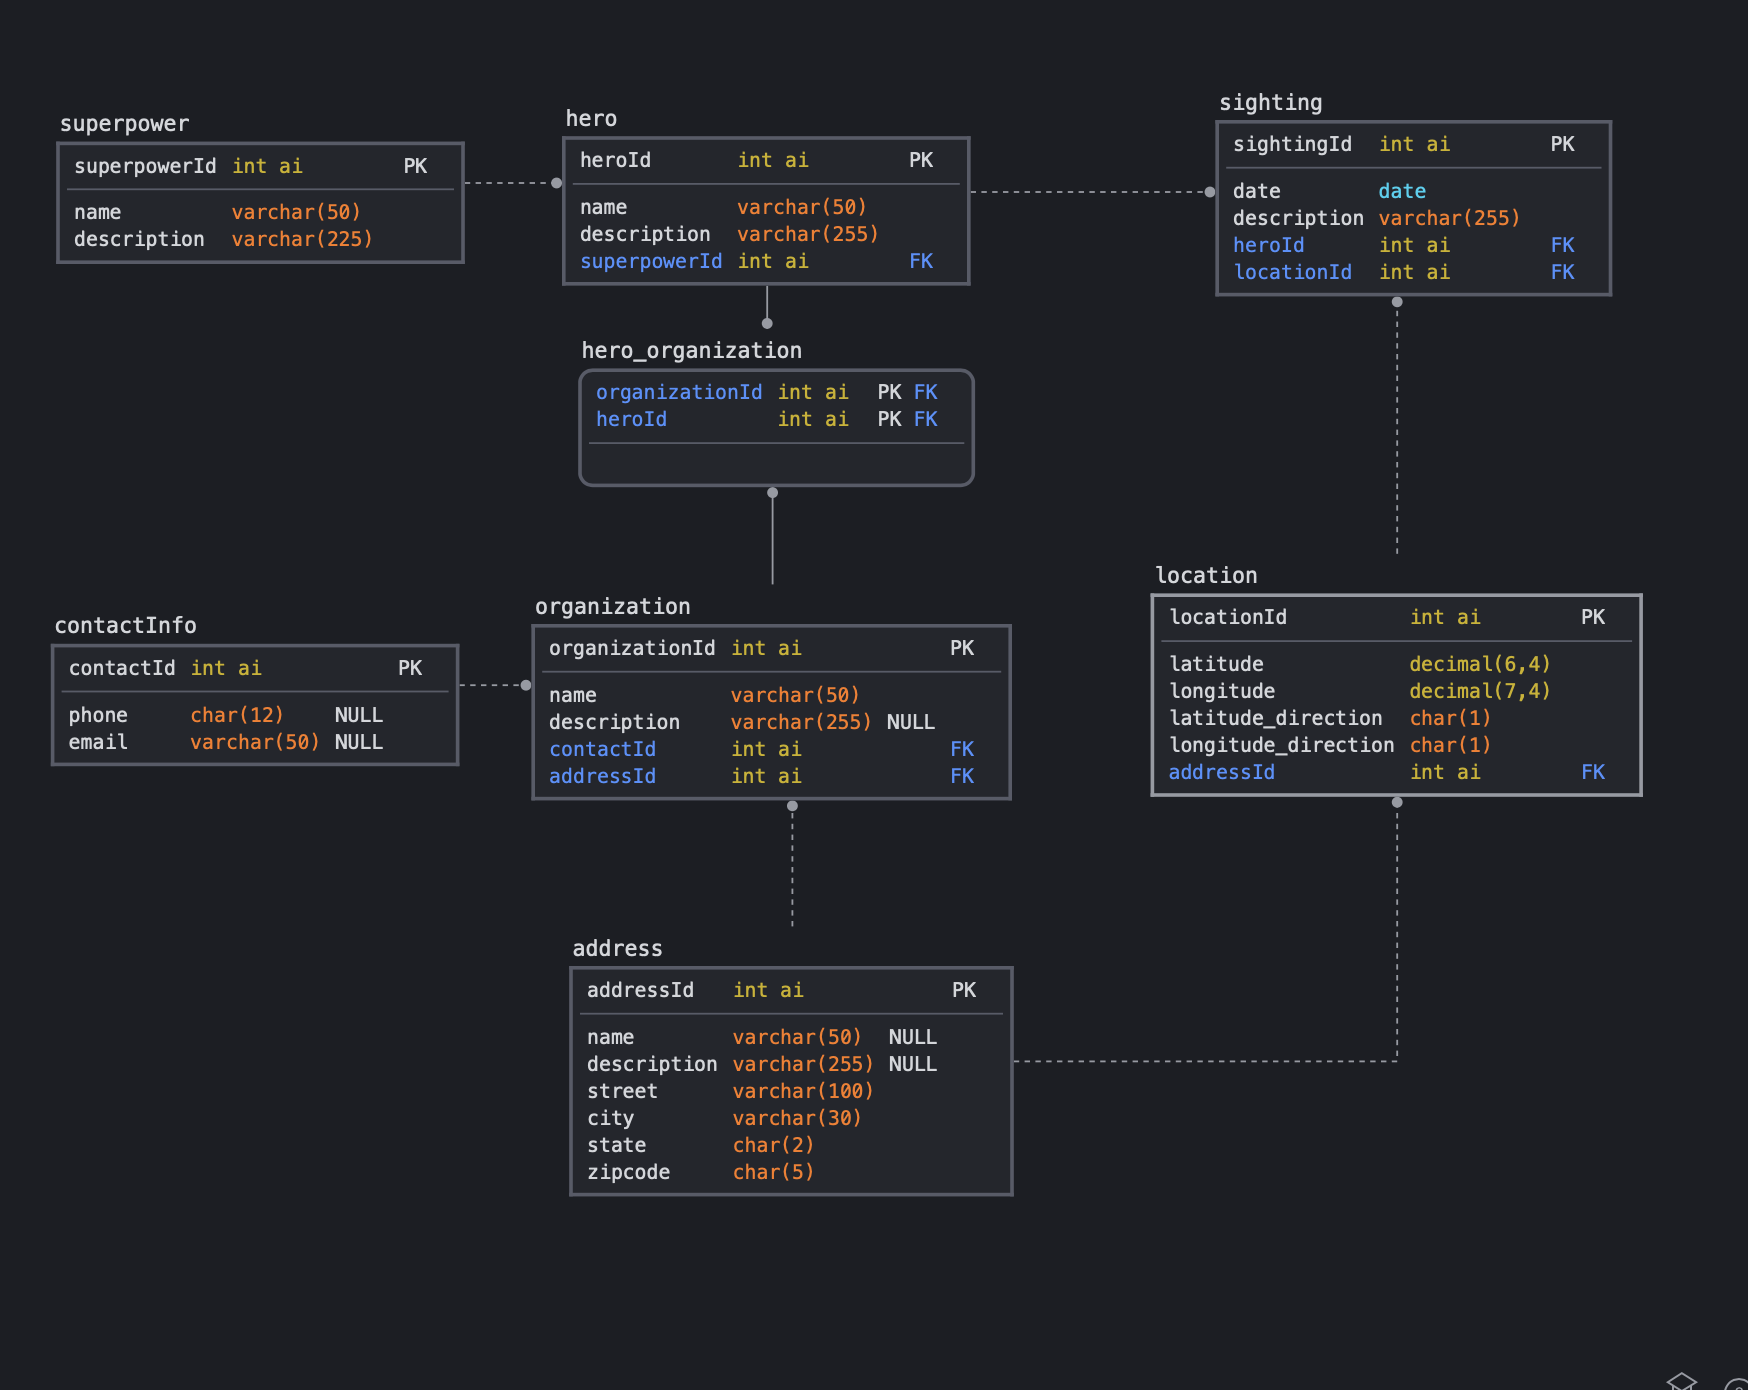 superpower
superpowerId int ai PK
name varchar(50)
description varchar(225)
hero
heroId int ai PK
name varchar(50)
description varchar(255)
superpowerId int ai FK
sighting
sightingId int ai PK
date date
description varchar(255)
heroId int ai FK
locationId int ai FK
hero_organization
organizationId int ai PK FK
heroId int ai PK FK
contactInfo
contactId int ai PK
phone char(12) NULL
email varchar(50) NULL
organization
organizationId int ai PK
name varchar(50)
description varchar(255) NULL
contactId int ai FK
addressId int ai FK
location
locationId int ai PK
latitude decimal(6,4)
longitude decimal(7,4)
latitude_direction char(1)
longitude_direction char(1)
addressId int ai FK
address
addressId int ai PK
name varchar(50) NULL
description varchar(255) NULL
street varchar(100)
city varchar(30)
state char(2)
zipcode char(5)